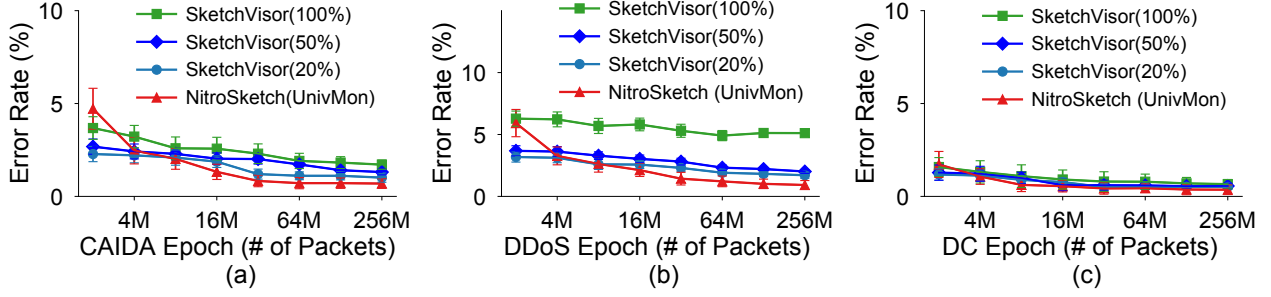 10
5
0
Error Rate (%)
SketchVisor(100%)
SketchVisor(50%)
SketchVisor(20%)
NitroSketch(UnivMon)
4M 16M 64M 256M
CAIDA Epoch (# of Packets)
(a)
10
5
0
Error Rate (%)
SketchVisor(100%)
SketchVisor(50%)
SketchVisor(20%)
NitroSketch (UnivMon)
4M 16M 64M 256M
DDoS Epoch (# of Packets)
(b)
10
5
0
Error Rate (%)
SketchVisor(100%)
SketchVisor(50%)
SketchVisor(20%)
NitroSketch (UnivMon)
4M 16M 64M 256M
DC Epoch (# of Packets)
(c)